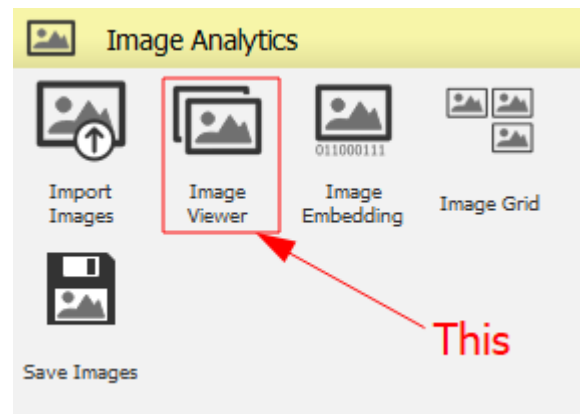 Image Analytics
Import
Images
Image
Viewer
011000111
Image
Embedding
Image Grid
Save Images
This